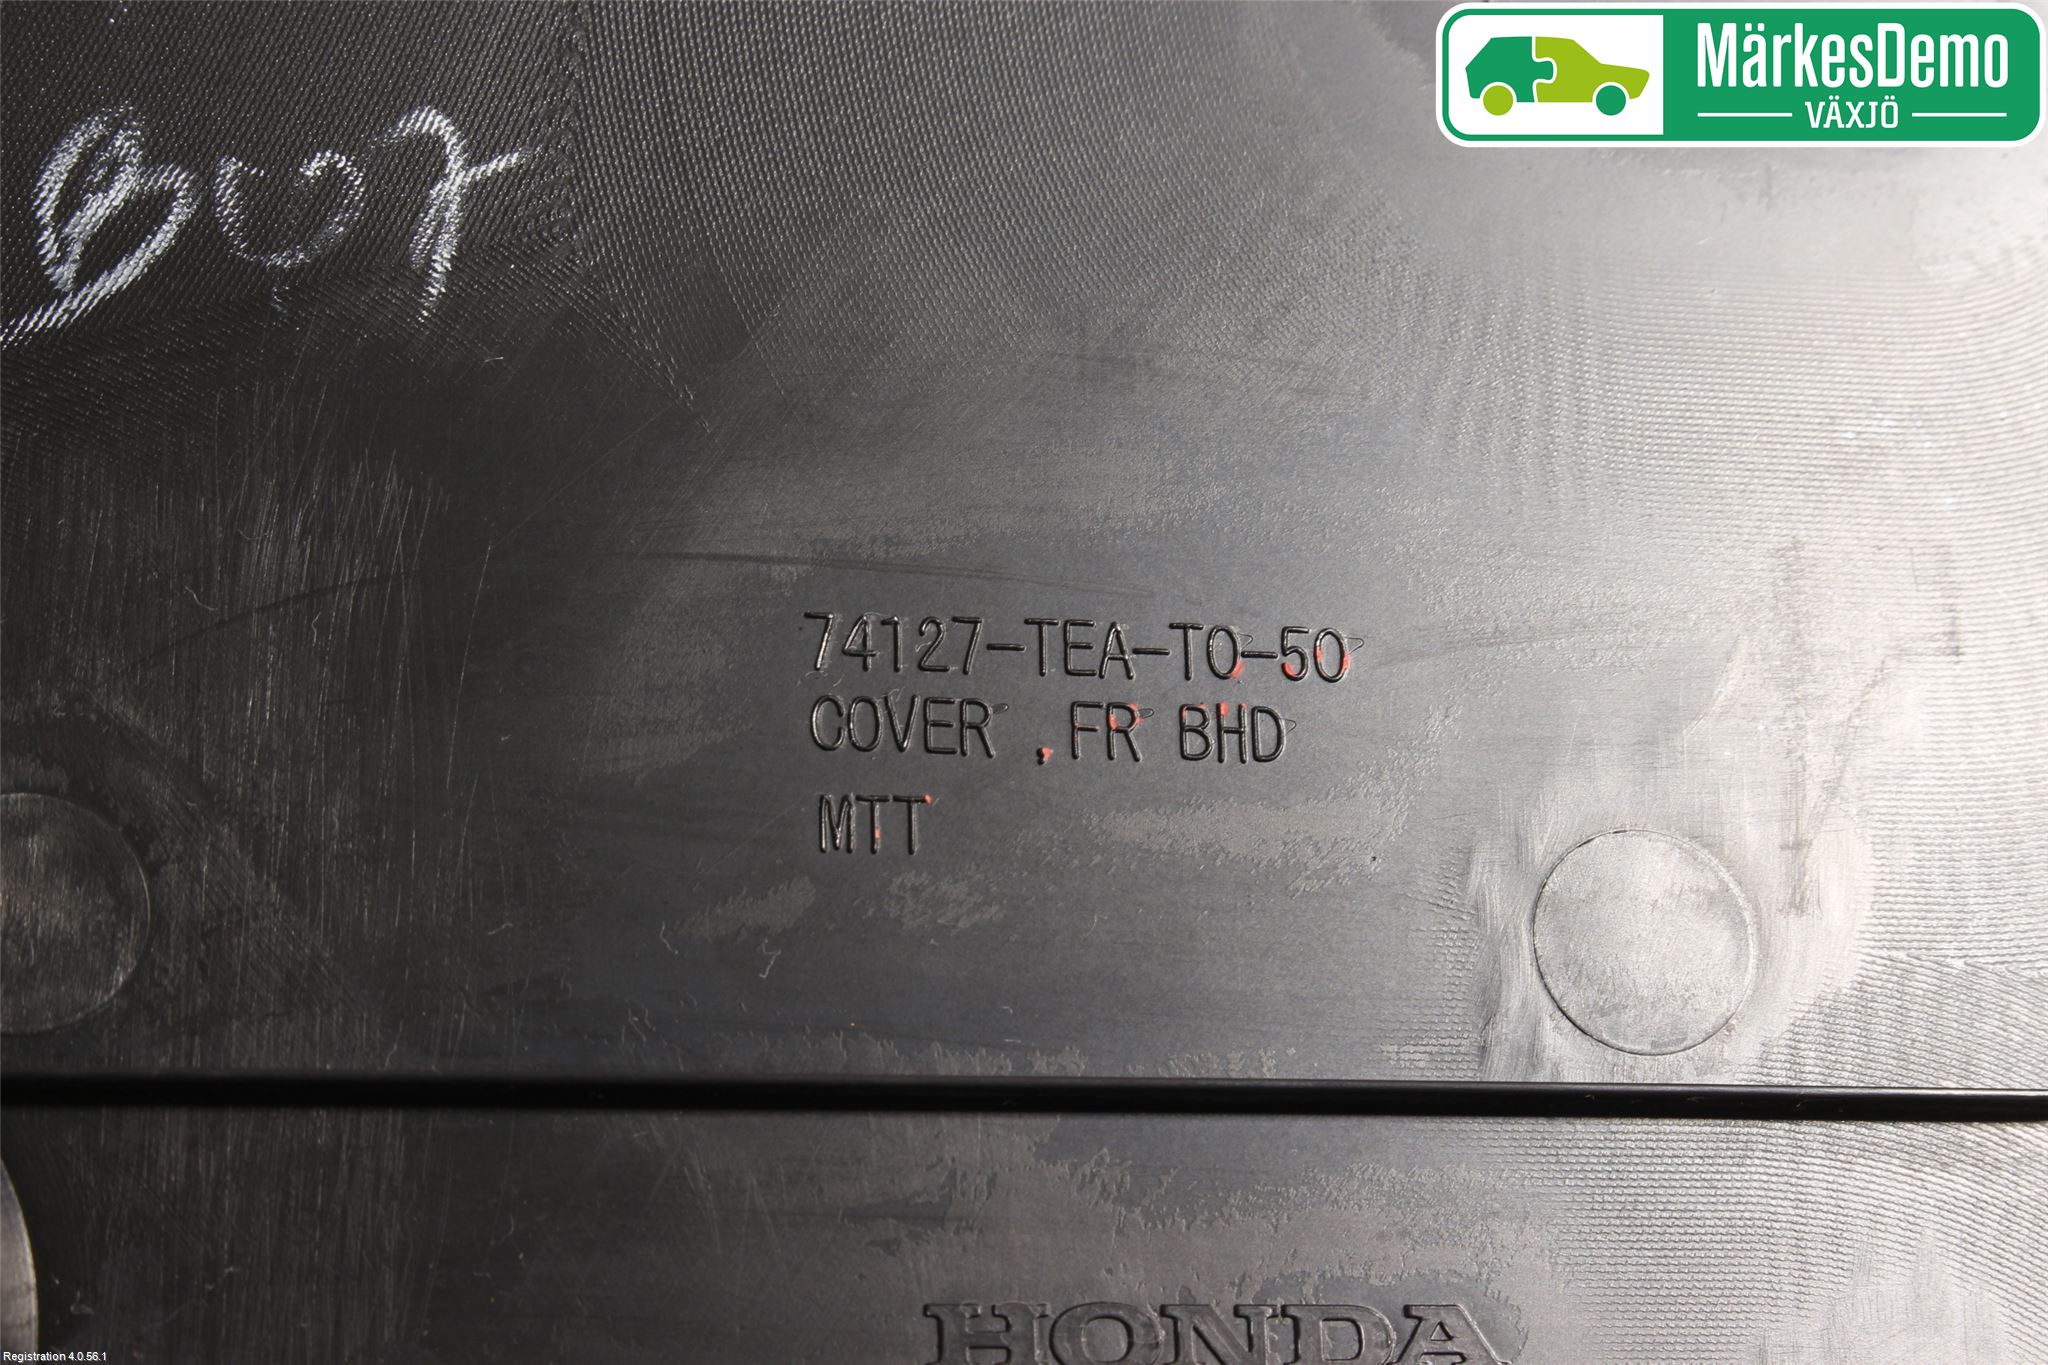 MärkesDemo
VÄXJÖ
74127-TEA-T0-50
COVER , FR BHD
MTT
HONDA
Registration 4.0.56.1